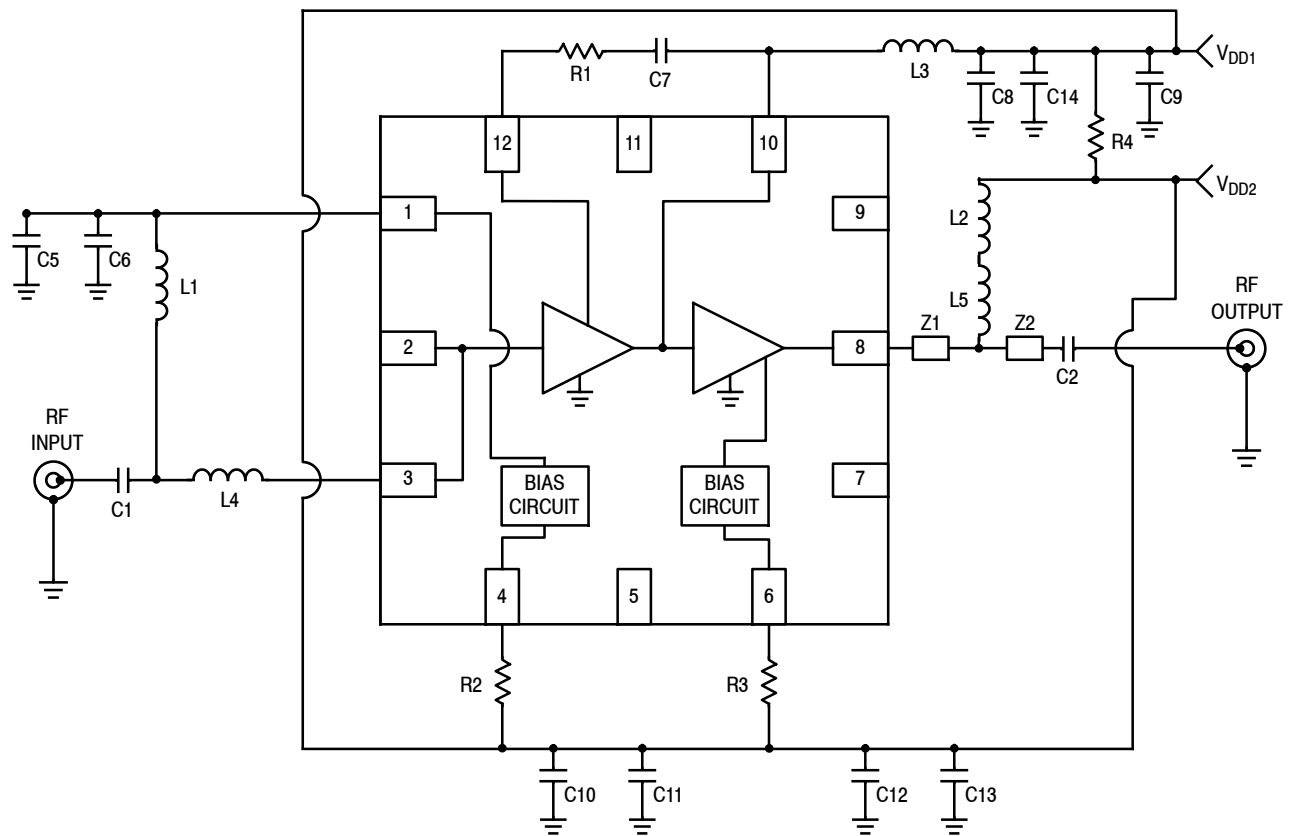 R1
C7
L3
C8
C14
C9
VDD1
R4
VDD2
12
11
10
1
9
C5
C6
L1
L2
L5
2
8
Z1
Z2
C2
RF
OUTPUT
RF
INPUT
C1
L4
3
BIAS
CIRCUIT
BIAS
CIRCUIT
7
4
5
6
R2
R3
C10
C11
C12
C13